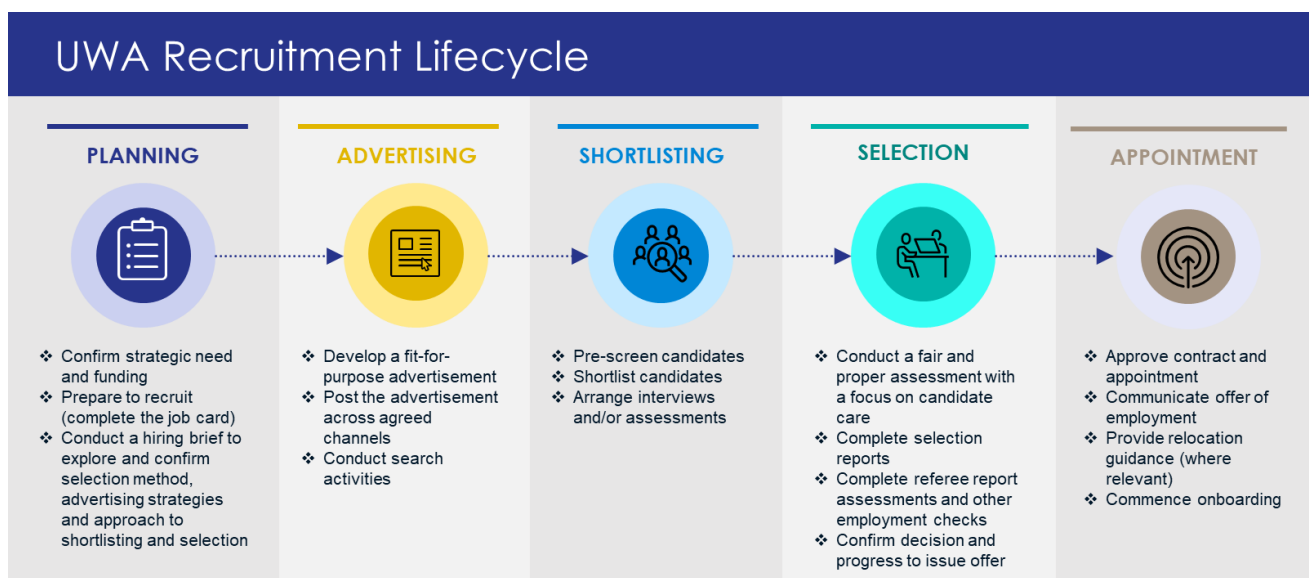 UWA Recruitment Lifecycle
PLANNING
❖ Confirm strategic need
and funding
❖ Prepare to recruit
(complete the job card)
❖ Conduct a hiring brief to
explore and confirm
selection method,
advertising strategies
and approach to
shortlisting and selection
ADVERTISING
❖ Develop a fit-for-
purpose advertisement
❖ Post the advertisement
across agreed
channels
❖ Conduct search
activities
SHORTLISTING
❖ Pre-screen candidates
❖ Shortlist candidates
❖ Arrange interviews
and/or assessments
SELECTION
❖ Conduct a fair and
proper assessment with
a focus on candidate
care
❖ Complete selection
reports
❖ Complete referee report
assessments and other
employment checks
❖ Confirm decision and
progress to issue offer
APPOINTMENT
❖ Approve contract and
appointment
❖ Communicate offer of
employment
❖ Provide relocation
guidance (where
relevant)
❖ Commence onboarding